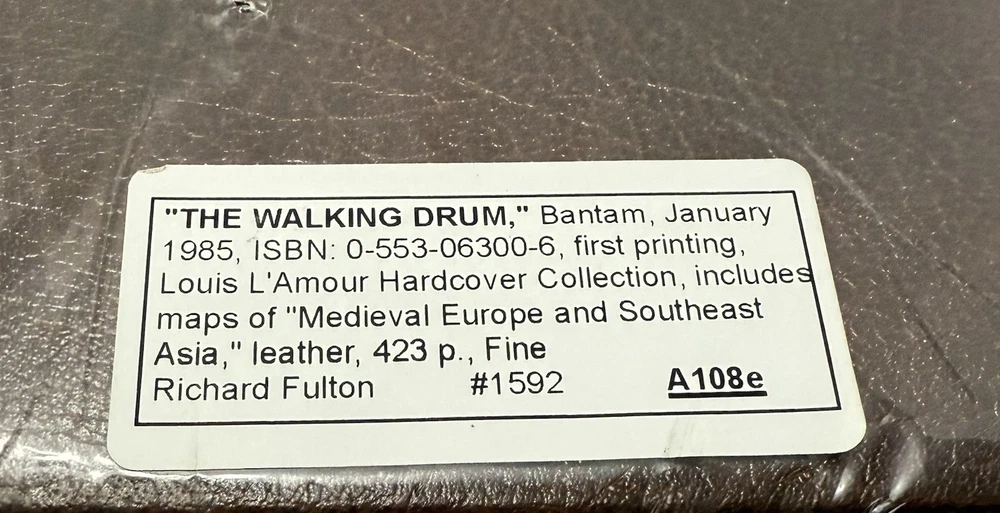 "THE WALKING DRUM," Bantam, January
1985, ISBN: 0-553-06300-6, first printing,
Louis L'Amour Hardcover Collection, includes
maps of "Medieval Europe and Southeast
Asia," leather, 423 p., Fine
Richard Fulton #1592 A108e